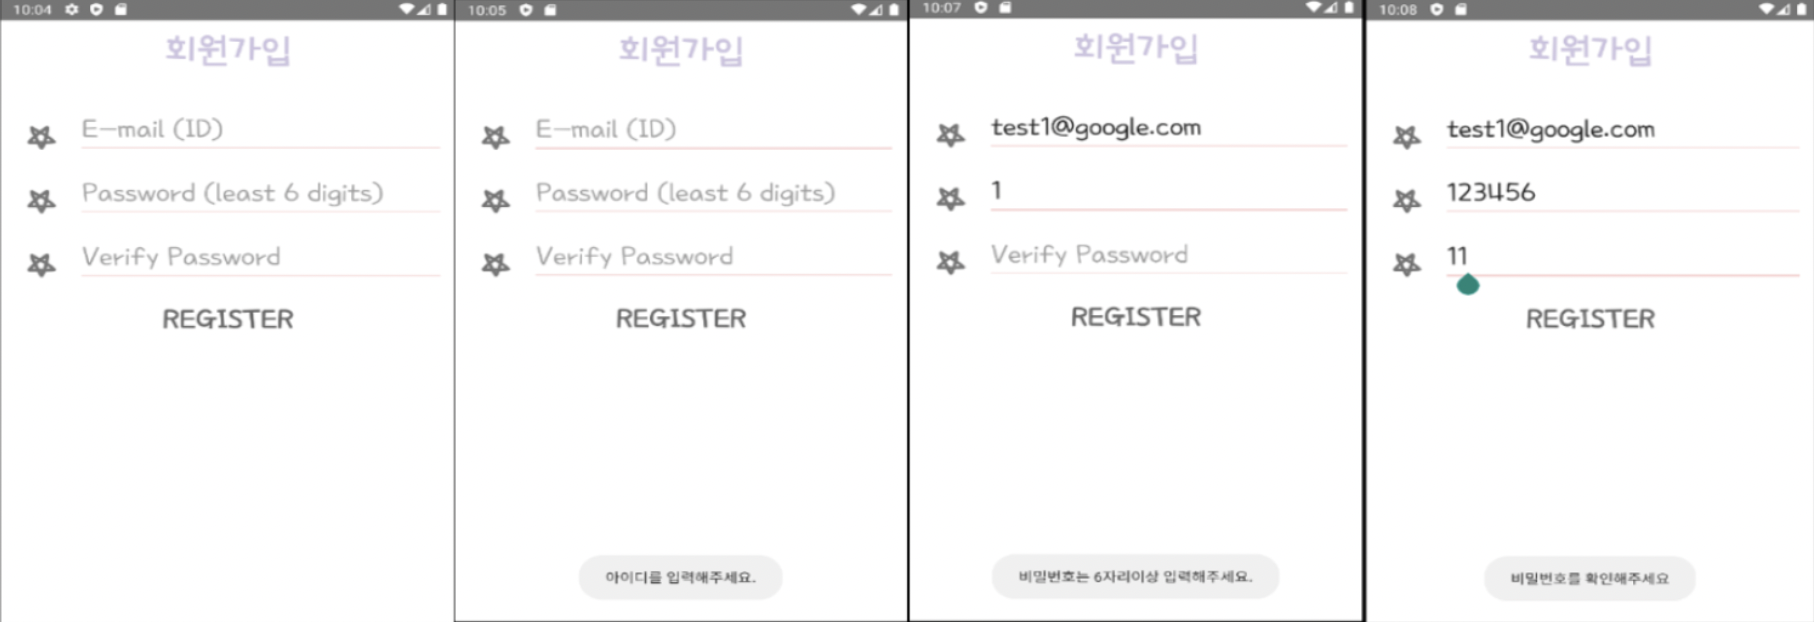 10:04
회원가입
E-mail (ID)
Password (least 6 digits)
Verify Password
REGISTER
10:05
회원가입
E-mail (ID)
Password (least 6 digits)
Verify Password
REGISTER
아이디를 입력해주세요.
10:07
회원가입
test1@google.com
1
Verify Password
REGISTER
비밀번호는 6자리이상 입력해주세요.
10:08
회원가입
test1@google.com
123456
11
REGISTER
비밀번호를 확인해주세요